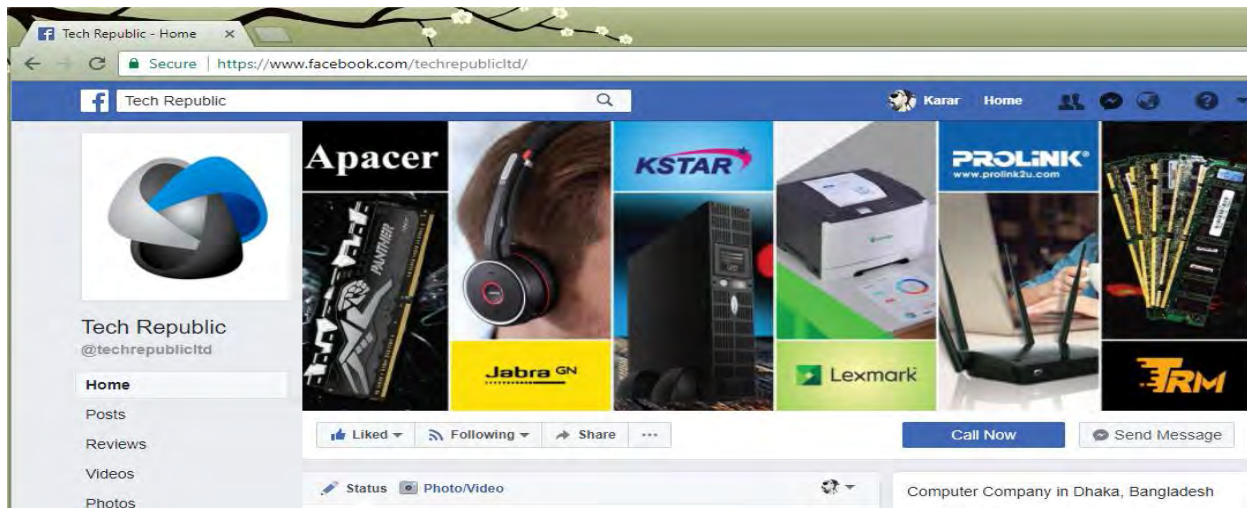 Tech Republic - Home
Secure | https://www.facebook.com/techrepublicltd/
Tech Republic
Karar Home
Apacer
KSTAR
PROLiNK®
www.prolink2u.com
PANTHER
Jabra GN
Lexmark
TRM
Tech Republic
@techrepublicltd
Home
Posts
Reviews
Videos
Photos
Liked Following Share ...
Call Now Send Message
Status Photo/Video
Computer Company in Dhaka, Bangladesh